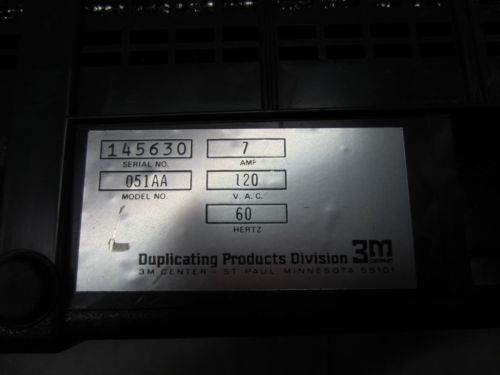 145630 7
SERIAL NO. AMP
051AA 120
MODEL NO. V.A.C.
60
HERTZ
Duplicating Products Division 3M
COMPANY
3M CENTER - ST PAUL, MINNESOTA 55101